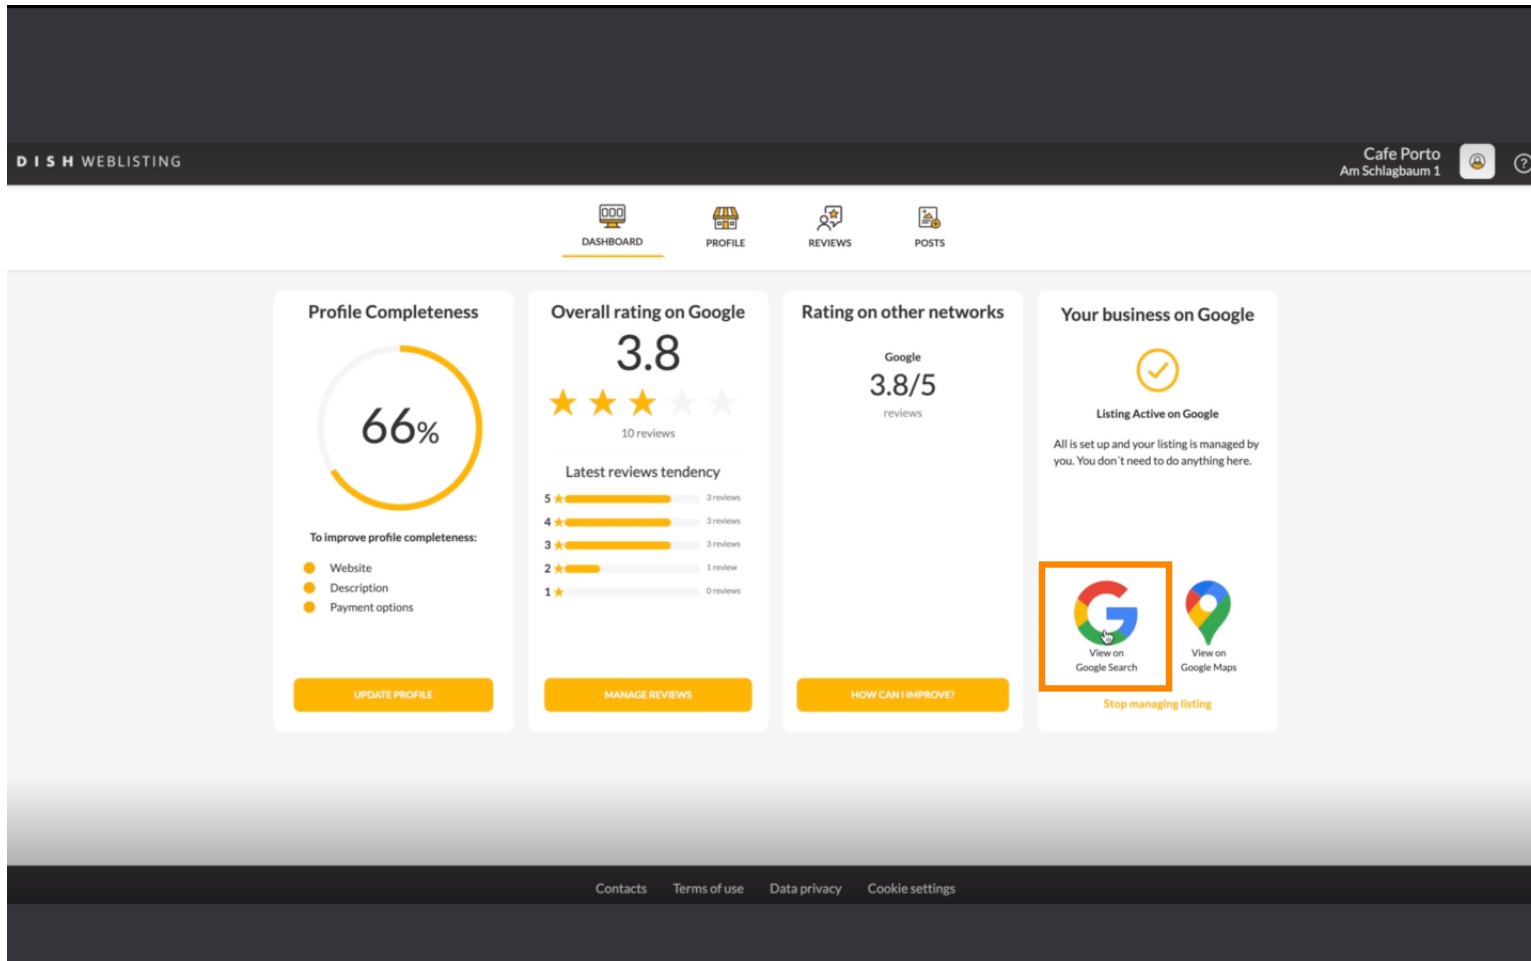 DISH WEBLISTING
Cafe Porto
Am Schlagbaum 1
?
DASHBOARD
PROFILE
REVIEWS
POSTS
Profile Completeness
66%
To improve profile completeness:
Website
Description
Payment options
UPDATE PROFILE
Overall rating on Google
3.8
10 reviews
Latest reviews tendency
5 3 reviews
4 3 reviews
3 3 reviews
2 1 review
1 0 reviews
MANAGE REVIEWS
Rating on other networks
Google
3.8/5
reviews
HOW CAN I IMPROVE?
Your business on Google
Listing Active on Google
All is set up and your listing is managed by
you. You don´t need to do anything here.
View on
Google Search
View on
Google Maps
Stop managing listing
Contacts Terms of use Data privacy Cookie settings